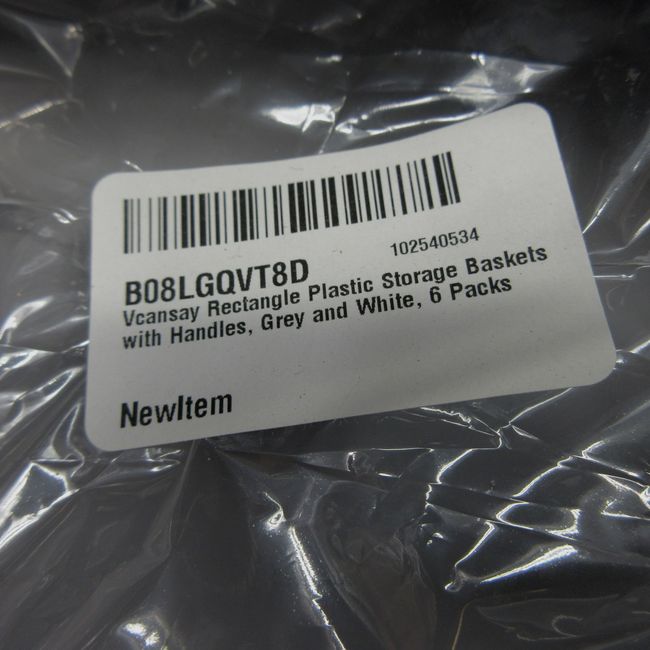 102540534
B08LGQVT8D
Vcansay Rectangle Plastic Storage Baskets
with Handles, Grey and White, 6 Packs
NewItem